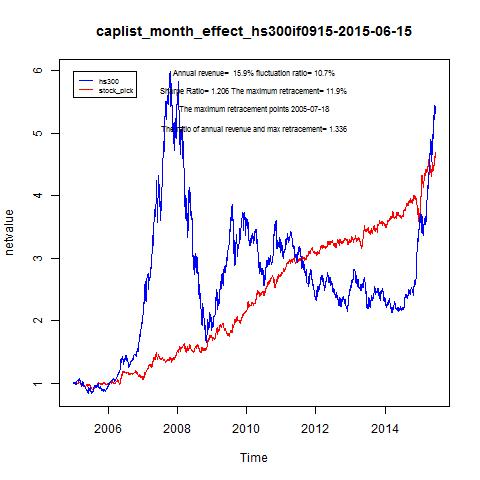 caplist_month_effect_hs300if0915-2015-06-15
hs300
stock_pick
Annual revenue= 15.9% fluctuation ratio= 10.7%
Sharpe Ratio= 1.206 The maximum retracement= 11.9%
The maximum retracement points 2005-07-18
The ratio of annual revenue and max retracement= 1.336
netvalue
6
5
4
3
2
1
2006 2008 2010 2012 2014
Time